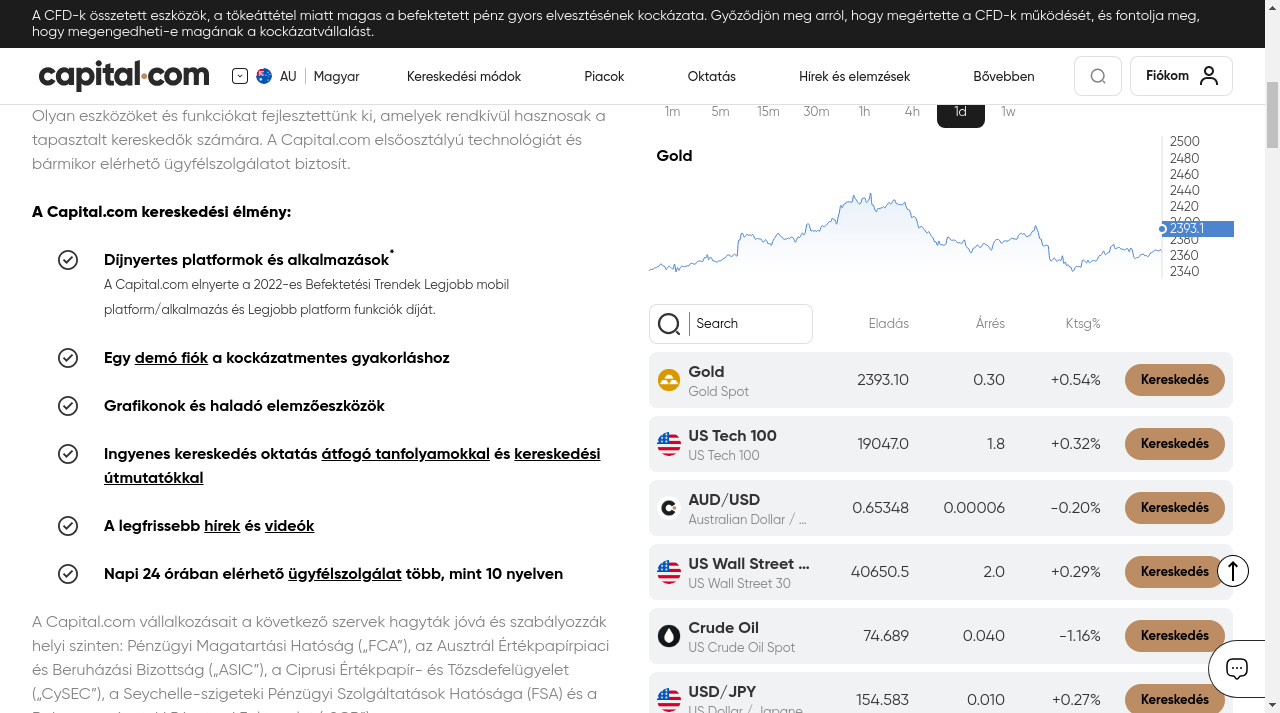 A CFD-k összetett eszközök, a tőkeáttétel miatt magas a befektetett pénz gyors elvesztésének kockázata. Győződjön meg arról, hogy megértette a CFD-k működését, és fontolja meg,
hogy megengedheti-e magának a kockázatvállalást.
capital.com
AU
Magyar
Kereskedési módok
Piacok
Oktatás
Hírek és elemzések
Bővebben
Fiókom
Olyan eszközöket és funkciókat fejlesztettünk ki, amelyek rendkívül hasznosak a
tapasztalt kereskedők számára. A Capital.com elsőosztályú technológiát és
bármikor elérhető ügyfélszolgálatot biztosít.
A Capital.com kereskedési élmény:
Díjnyertes platformok és alkalmazások*
A Capital.com elnyerte a 2022-es Befektetési Trendek Legjobb mobil
platform/alkalmazás és Legjobb platform funkciók díját.
Egy demó fiók a kockázatmentes gyakorláshoz
Grafikonok és haladó elemzőeszközök
Ingyenes kereskedés oktatás átfogó tanfolyamokkal és kereskedési
útmutatókkal
A legfrissebb hírek és videók
Napi 24 órában elérhető ügyfélszolgálat több, mint 10 nyelven
A Capital.com vállalkozásait a következő szervek hagyták jóvá és szabályozzák
helyi szinten: Pénzügyi Magatartási Hatóság („FCA”), az Ausztrál Értékpapírpiaci
és Beruházási Bizottság („ASIC”), a Ciprusi Értékpapír- és Tőzsdefelügyelet
(„CySEC”), a Seychelle-szigeteki Pénzügyi Szolgáltatások Hatósága (FSA) és a
1m 5m 15m 30m 1h 4h 1d 1w
Gold
2500
2480
2460
2440
2420
2400
2393.1
2380
2360
2340
Search
Eladás Árrés Ktsg%
Gold
Gold Spot
2393.10 0.30 +0.54% Kereskedés
US Tech 100
US Tech 100
19047.0 1.8 +0.32% Kereskedés
AUD/USD
Australian Dollar / ...
0.65348 0.00006 -0.20% Kereskedés
US Wall Street ...
US Wall Street 30
40650.5 2.0 +0.29% Kereskedés
Crude Oil
US Crude Oil Spot
74.689 0.040 -1.16% Kereskedés
USD/JPY
US Dollar / Japane
154.583 0.010 +0.27% Kereskedés